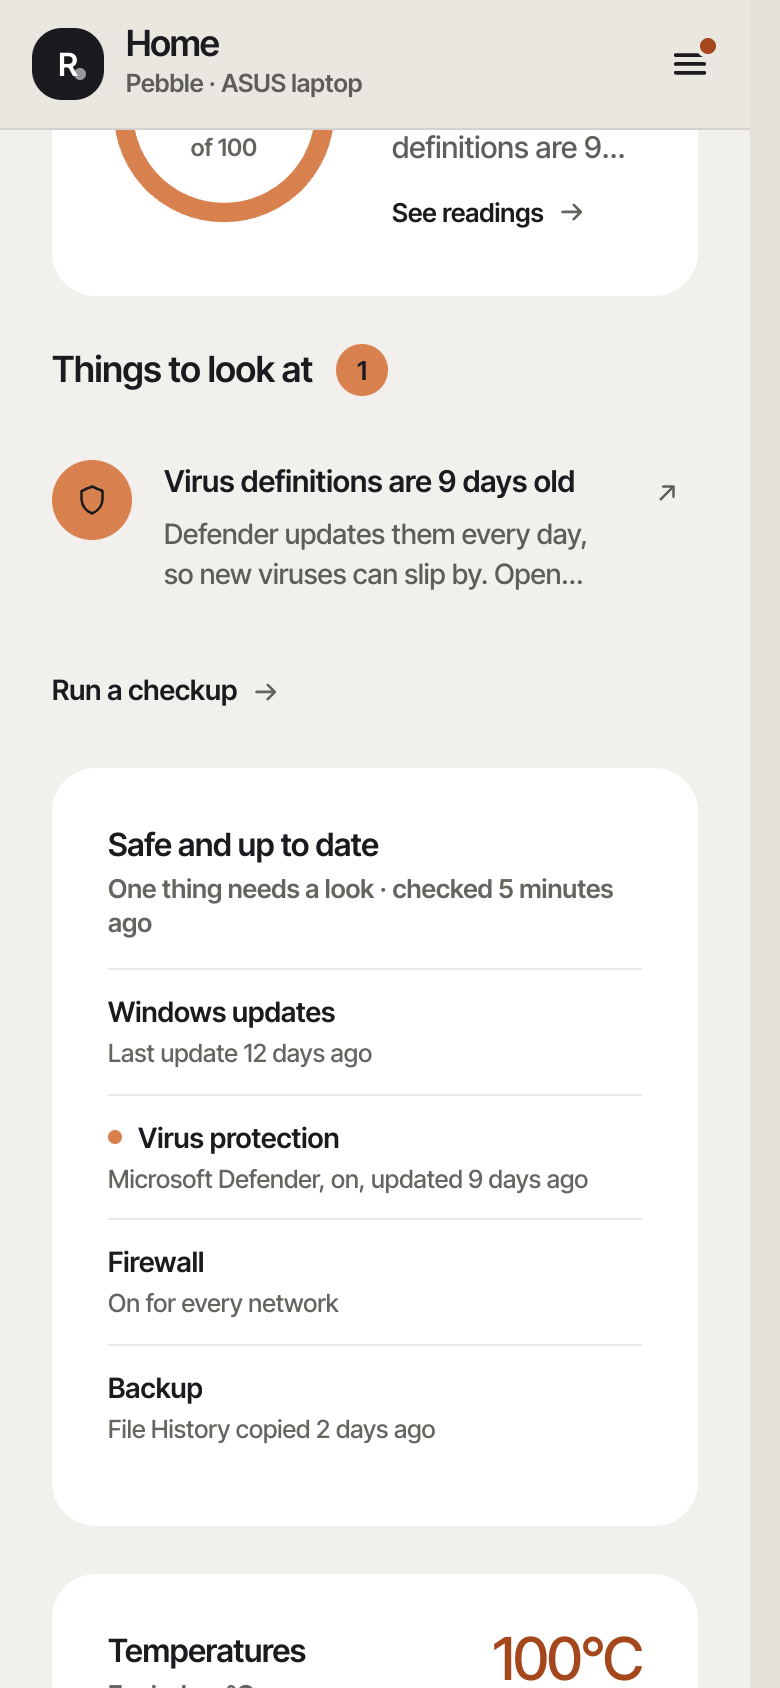 R
Home
Pebble · ASUS laptop
of 100
definitions are 9...
See readings
Things to look at 1
Virus definitions are 9 days old
Defender updates them every day,
so new viruses can slip by. Open...
Run a checkup
Safe and up to date
One thing needs a look · checked 5 minutes
ago
Windows updates
Last update 12 days ago
Virus protection
Microsoft Defender, on, updated 9 days ago
Firewall
On for every network
Backup
File History copied 2 days ago
Temperatures
100°C